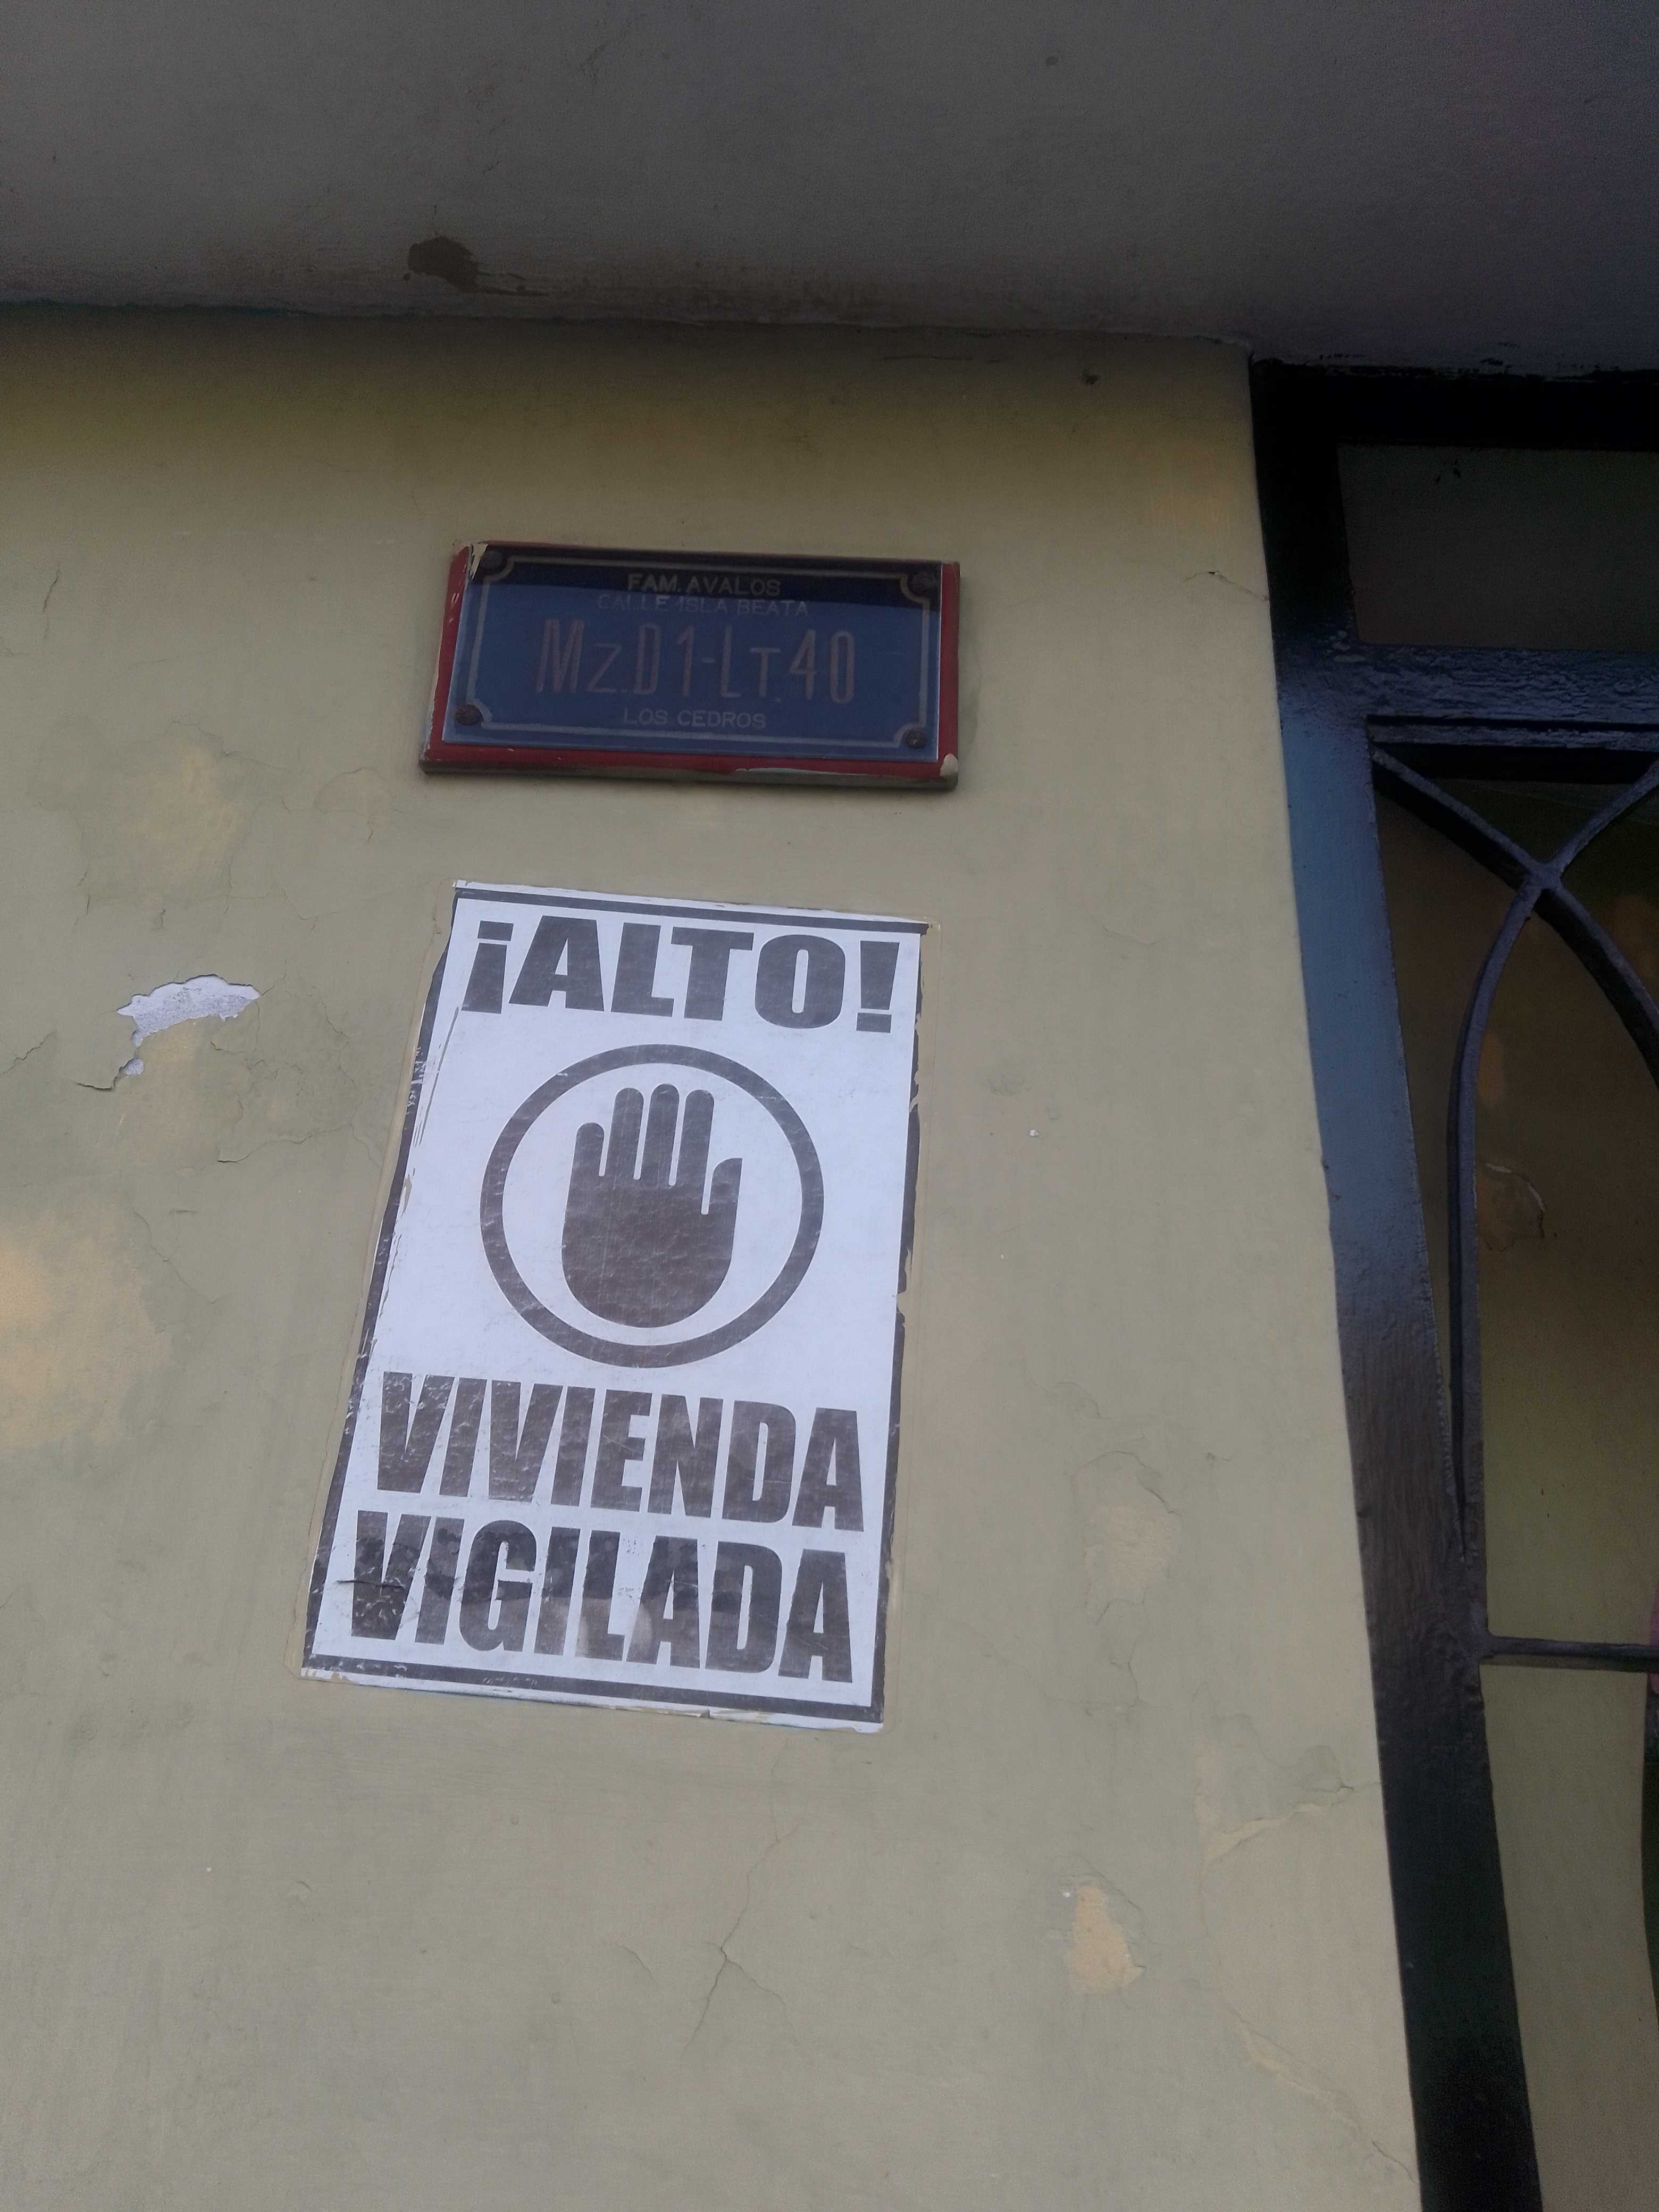 FAM. AVALOS
CALLE ISLA BEATA
Mz. D1-LT. 40
LOS CEDROS
¡ALTO!
VIVIENDA
VIGILADA